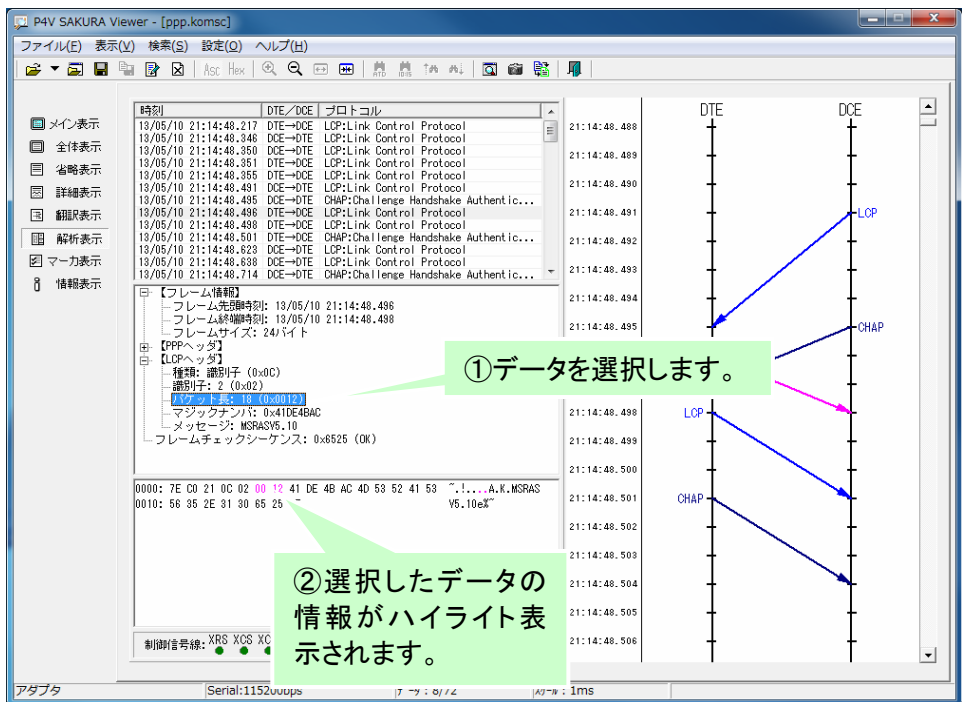 P4V SAKURA Viewer - [ppp.komsc]
ファイル(F) 表示(V) 検索(S) 設定(O) ヘルプ(H)
Asc Hex
メイン表示
全体表示
省略表示
詳細表示
翻訳表示
解析表示
マーカ表示
情報表示
時刻 DTE/DCE プロトコル
13/05/10 21:14:48.217 DTE→DCE LCP:Link Control Protocol
13/05/10 21:14:48.346 DCE→DTE LCP:Link Control Protocol
13/05/10 21:14:48.350 DCE→DTE LCP:Link Control Protocol
13/05/10 21:14:48.351 DTE→DCE LCP:Link Control Protocol
13/05/10 21:14:48.355 DTE→DCE LCP:Link Control Protocol
13/05/10 21:14:48.491 DCE→DTE LCP:Link Control Protocol
13/05/10 21:14:48.495 DCE→DTE CHAP:Challenge Handshake Authentic...
13/05/10 21:14:48.496 DTE→DCE LCP:Link Control Protocol
13/05/10 21:14:48.498 DTE→DCE LCP:Link Control Protocol
13/05/10 21:14:48.501 DTE→DCE CHAP:Challenge Handshake Authentic...
13/05/10 21:14:48.623 DCE→DTE LCP:Link Control Protocol
13/05/10 21:14:48.638 DCE→DTE LCP:Link Control Protocol
13/05/10 21:14:48.714 DCE→DTE CHAP:Challenge Handshake Authentic...
【フレーム情報】
フレーム先頭時刻: 13/05/10 21:14:48.496
フレーム終端時刻: 13/05/10 21:14:48.498
フレームサイズ: 24バイト
【PPPヘッダ】
【LCPヘッダ】
種類: 識別子 (0x0C)
識別子: 2 (0x02)
パケット長: 18 (0x0012)
マジックナンバ: 0x41DE4BAC
メッセージ: MSRASV5.10
フレームチェックシーケンス: 0x6525 (OK)
0000: 7E C0 21 0C 02 00 12 41 DE 4B AC 4D 53 52 41 53 ~.!....A.K.MSRAS
0010: 56 35 2E 31 30 65 25 V5.10e%~
制御信号線: XRS XCS
DTE DCE
21:14:48.488
21:14:48.489
21:14:48.490
21:14:48.491 LCP
21:14:48.492
21:14:48.493
21:14:48.494
21:14:48.495 CHAP
21:14:48.498 LCP
21:14:48.499
21:14:48.500
21:14:48.501 CHAP
21:14:48.502
21:14:48.503
21:14:48.504
21:14:48.505
21:14:48.506
①データを選択します。
②選択したデータの
情報がハイライト表
示されます。
アダプタ Serial:115200bps データ : 8/72 スケール : 1ms